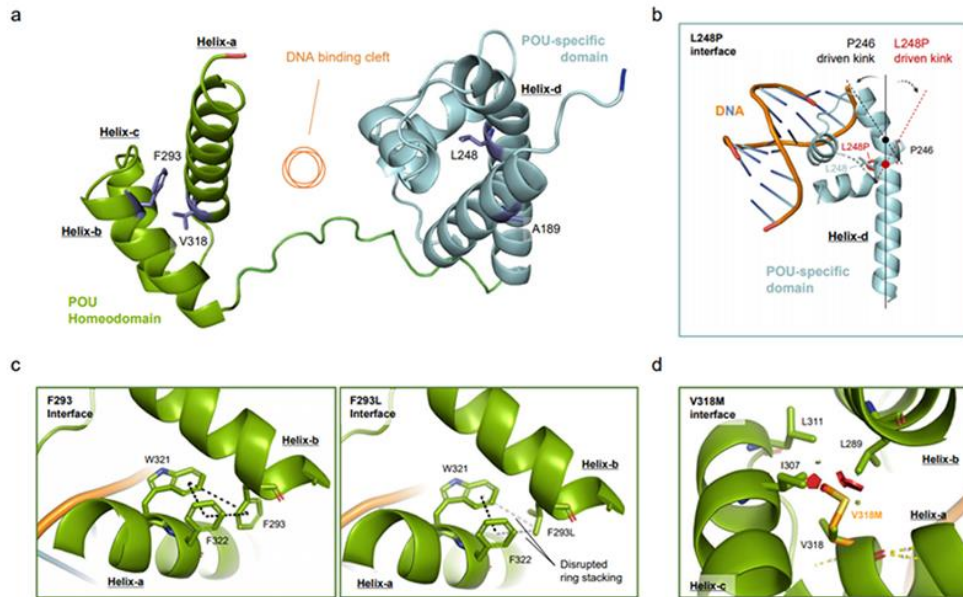 a
Helix-a
DNA binding cleft
POU-specific
domain
Helix-d
Helix-c
F293
L248
Helix-b
V318
A189
POU
Homeodomain
b
L248P
interface
P246
driven kink
L248P
driven kink
DNA
L248P
L248
P246
Helix-d
POU-specific
domain
c
F293
Interface
W321
Helix-b
F293
F322
Helix-a
F293L
Interface
W321
Helix-b
F293L
F322
Disrupted
ring stacking
Helix-a
d
V318M
interface
L311
L289
I307
Helix-b
V318M
Helix-a
V318
Helix-c